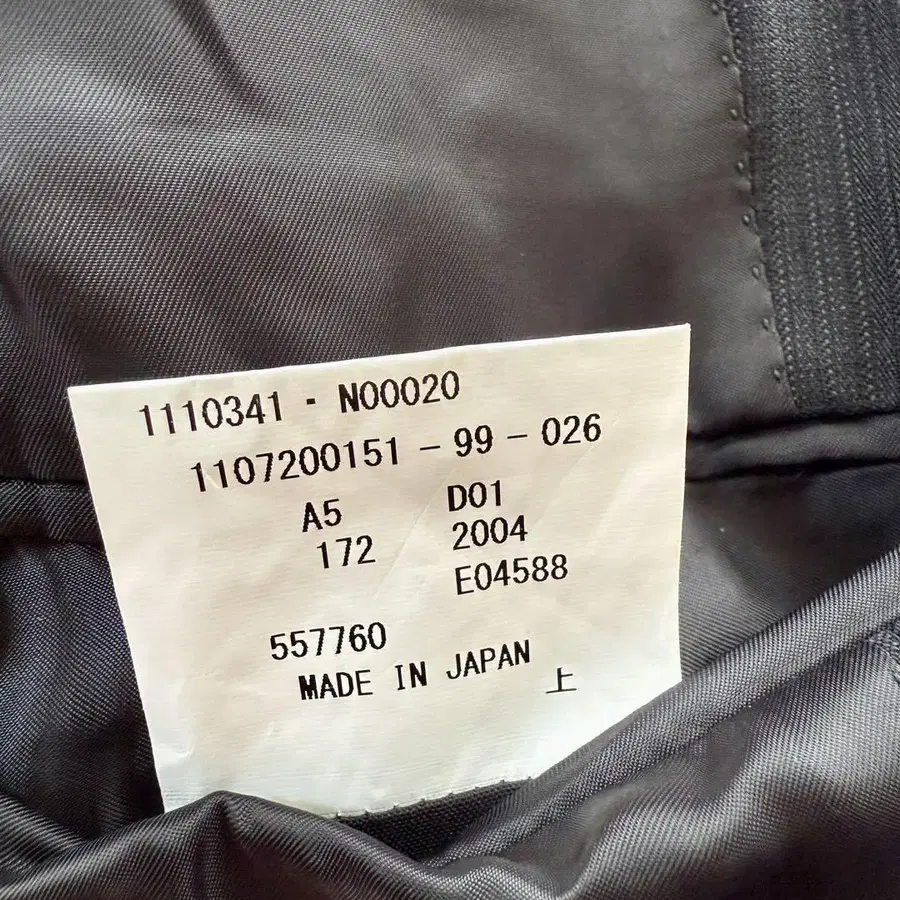 1110341 - N00020
1107200151 - 99 - 026
A5 D01
172 2004
E04588
557760
MADE IN JAPAN 上